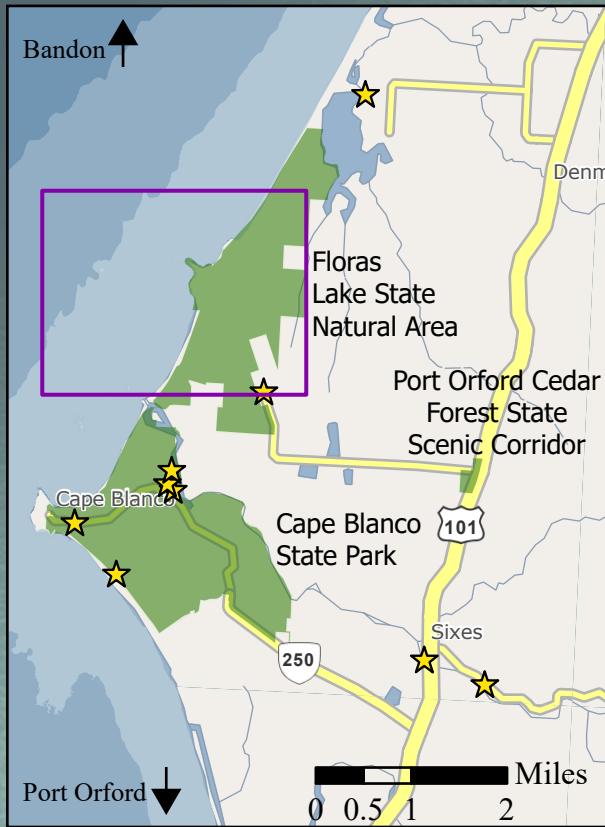 Bandon
Denm
Floras
Lake State
Natural Area
Port Orford Cedar
Forest State
Scenic Corridor
Cape Blanco
Cape Blanco
State Park
101
Sixes
250
Port Orford
Miles
0 0.5 1 2